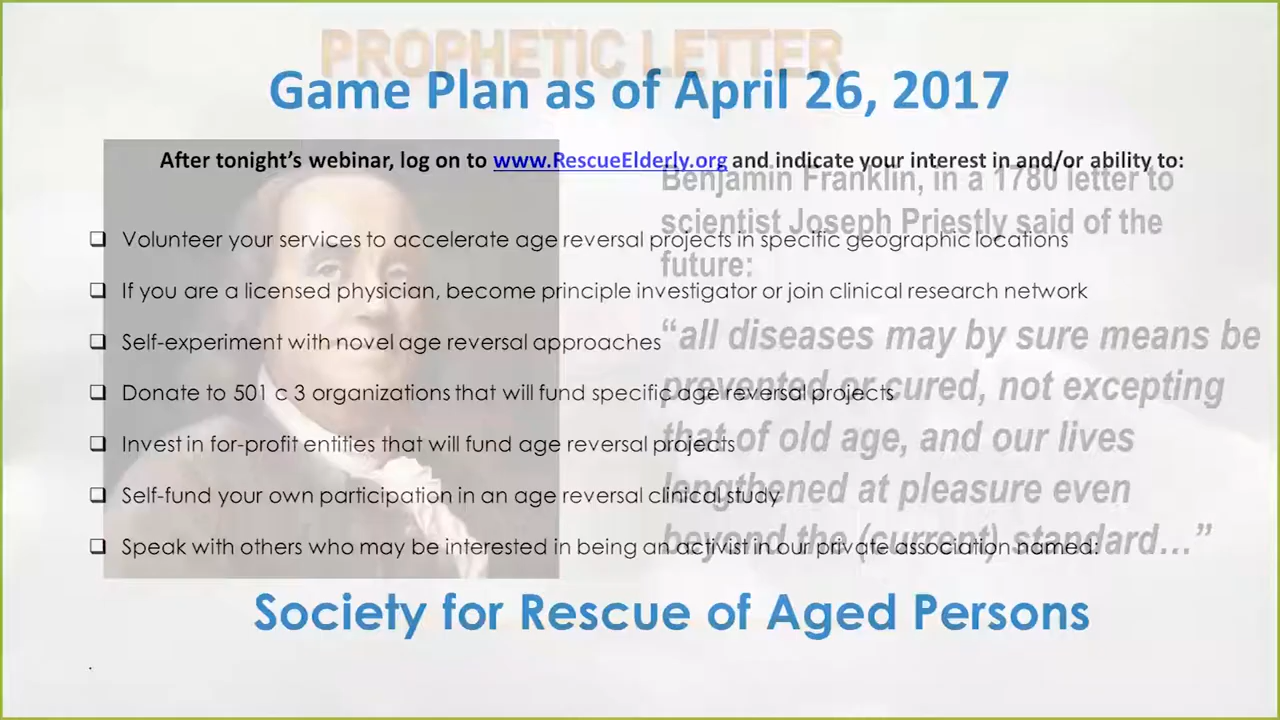 PROPHETIC LETTER
Game Plan as of April 26, 2017
After tonight's webinar, log on to www.RescueElderly.org and indicate your interest in and/or ability to:
❑ Volunteer your services to accelerate age reversal projects in specific geographic locations
❑ If you are a licensed physician, become principle investigator or join clinical research network
❑ Self-experiment with novel age reversal approaches
❑ Donate to 501 c 3 organizations that will fund specific age reversal projects
❑ Invest in for-profit entities that will fund age reversal projects
❑ Self-fund your own participation in an age reversal clinical study
❑ Speak with others who may be interested in being an activist in our private association named:
Society for Rescue of Aged Persons
.
Benjamin Franklin, in a 1780 letter to
scientist Joseph Priestly said of the
future:
“all diseases may by sure means be
prevented or cured, not excepting
that of old age, and our lives
lengthened at pleasure even
beyond the (current) standard…”